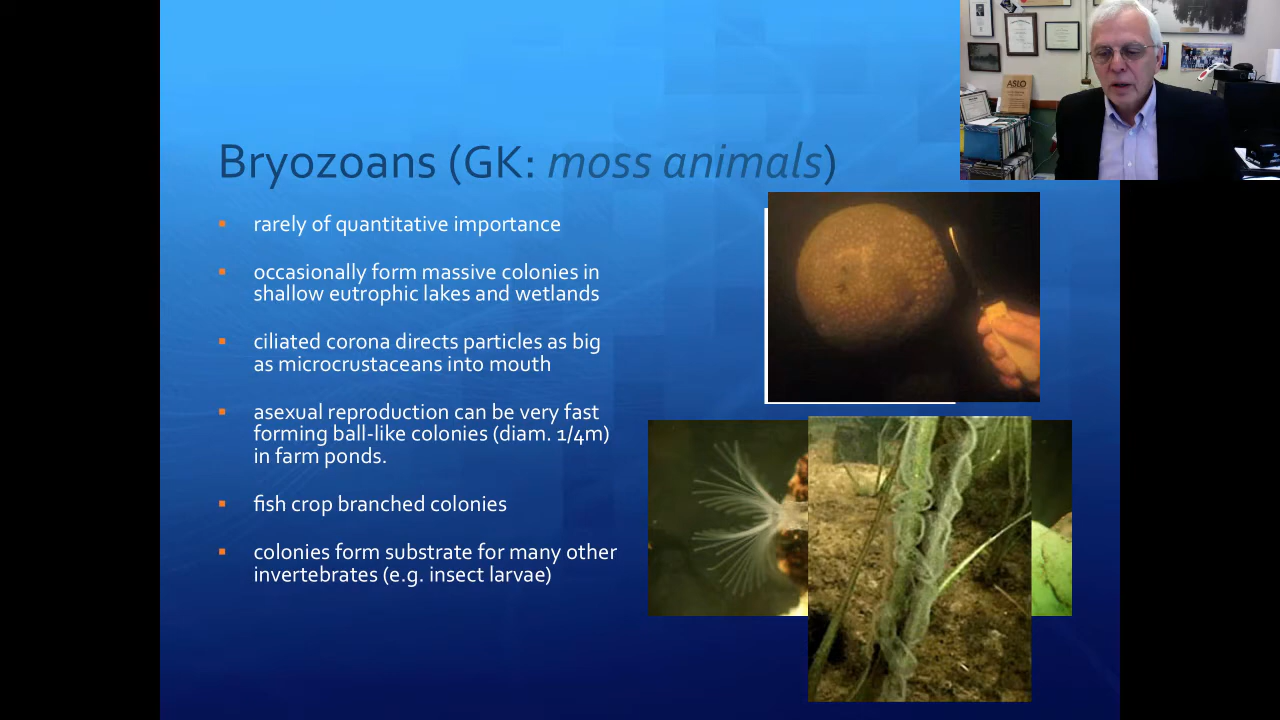 Bryozoans (GK: moss animals)
rarely of quantitative importance
occasionally form massive colonies in
shallow eutrophic lakes and wetlands
ciliated corona directs particles as big
as microcrustaceans into mouth
asexual reproduction can be very fast
forming ball-like colonies (diam. 1/4m)
in farm ponds.
fish crop branched colonies
colonies form substrate for many other
invertebrates (e.g. insect larvae)
ASLO